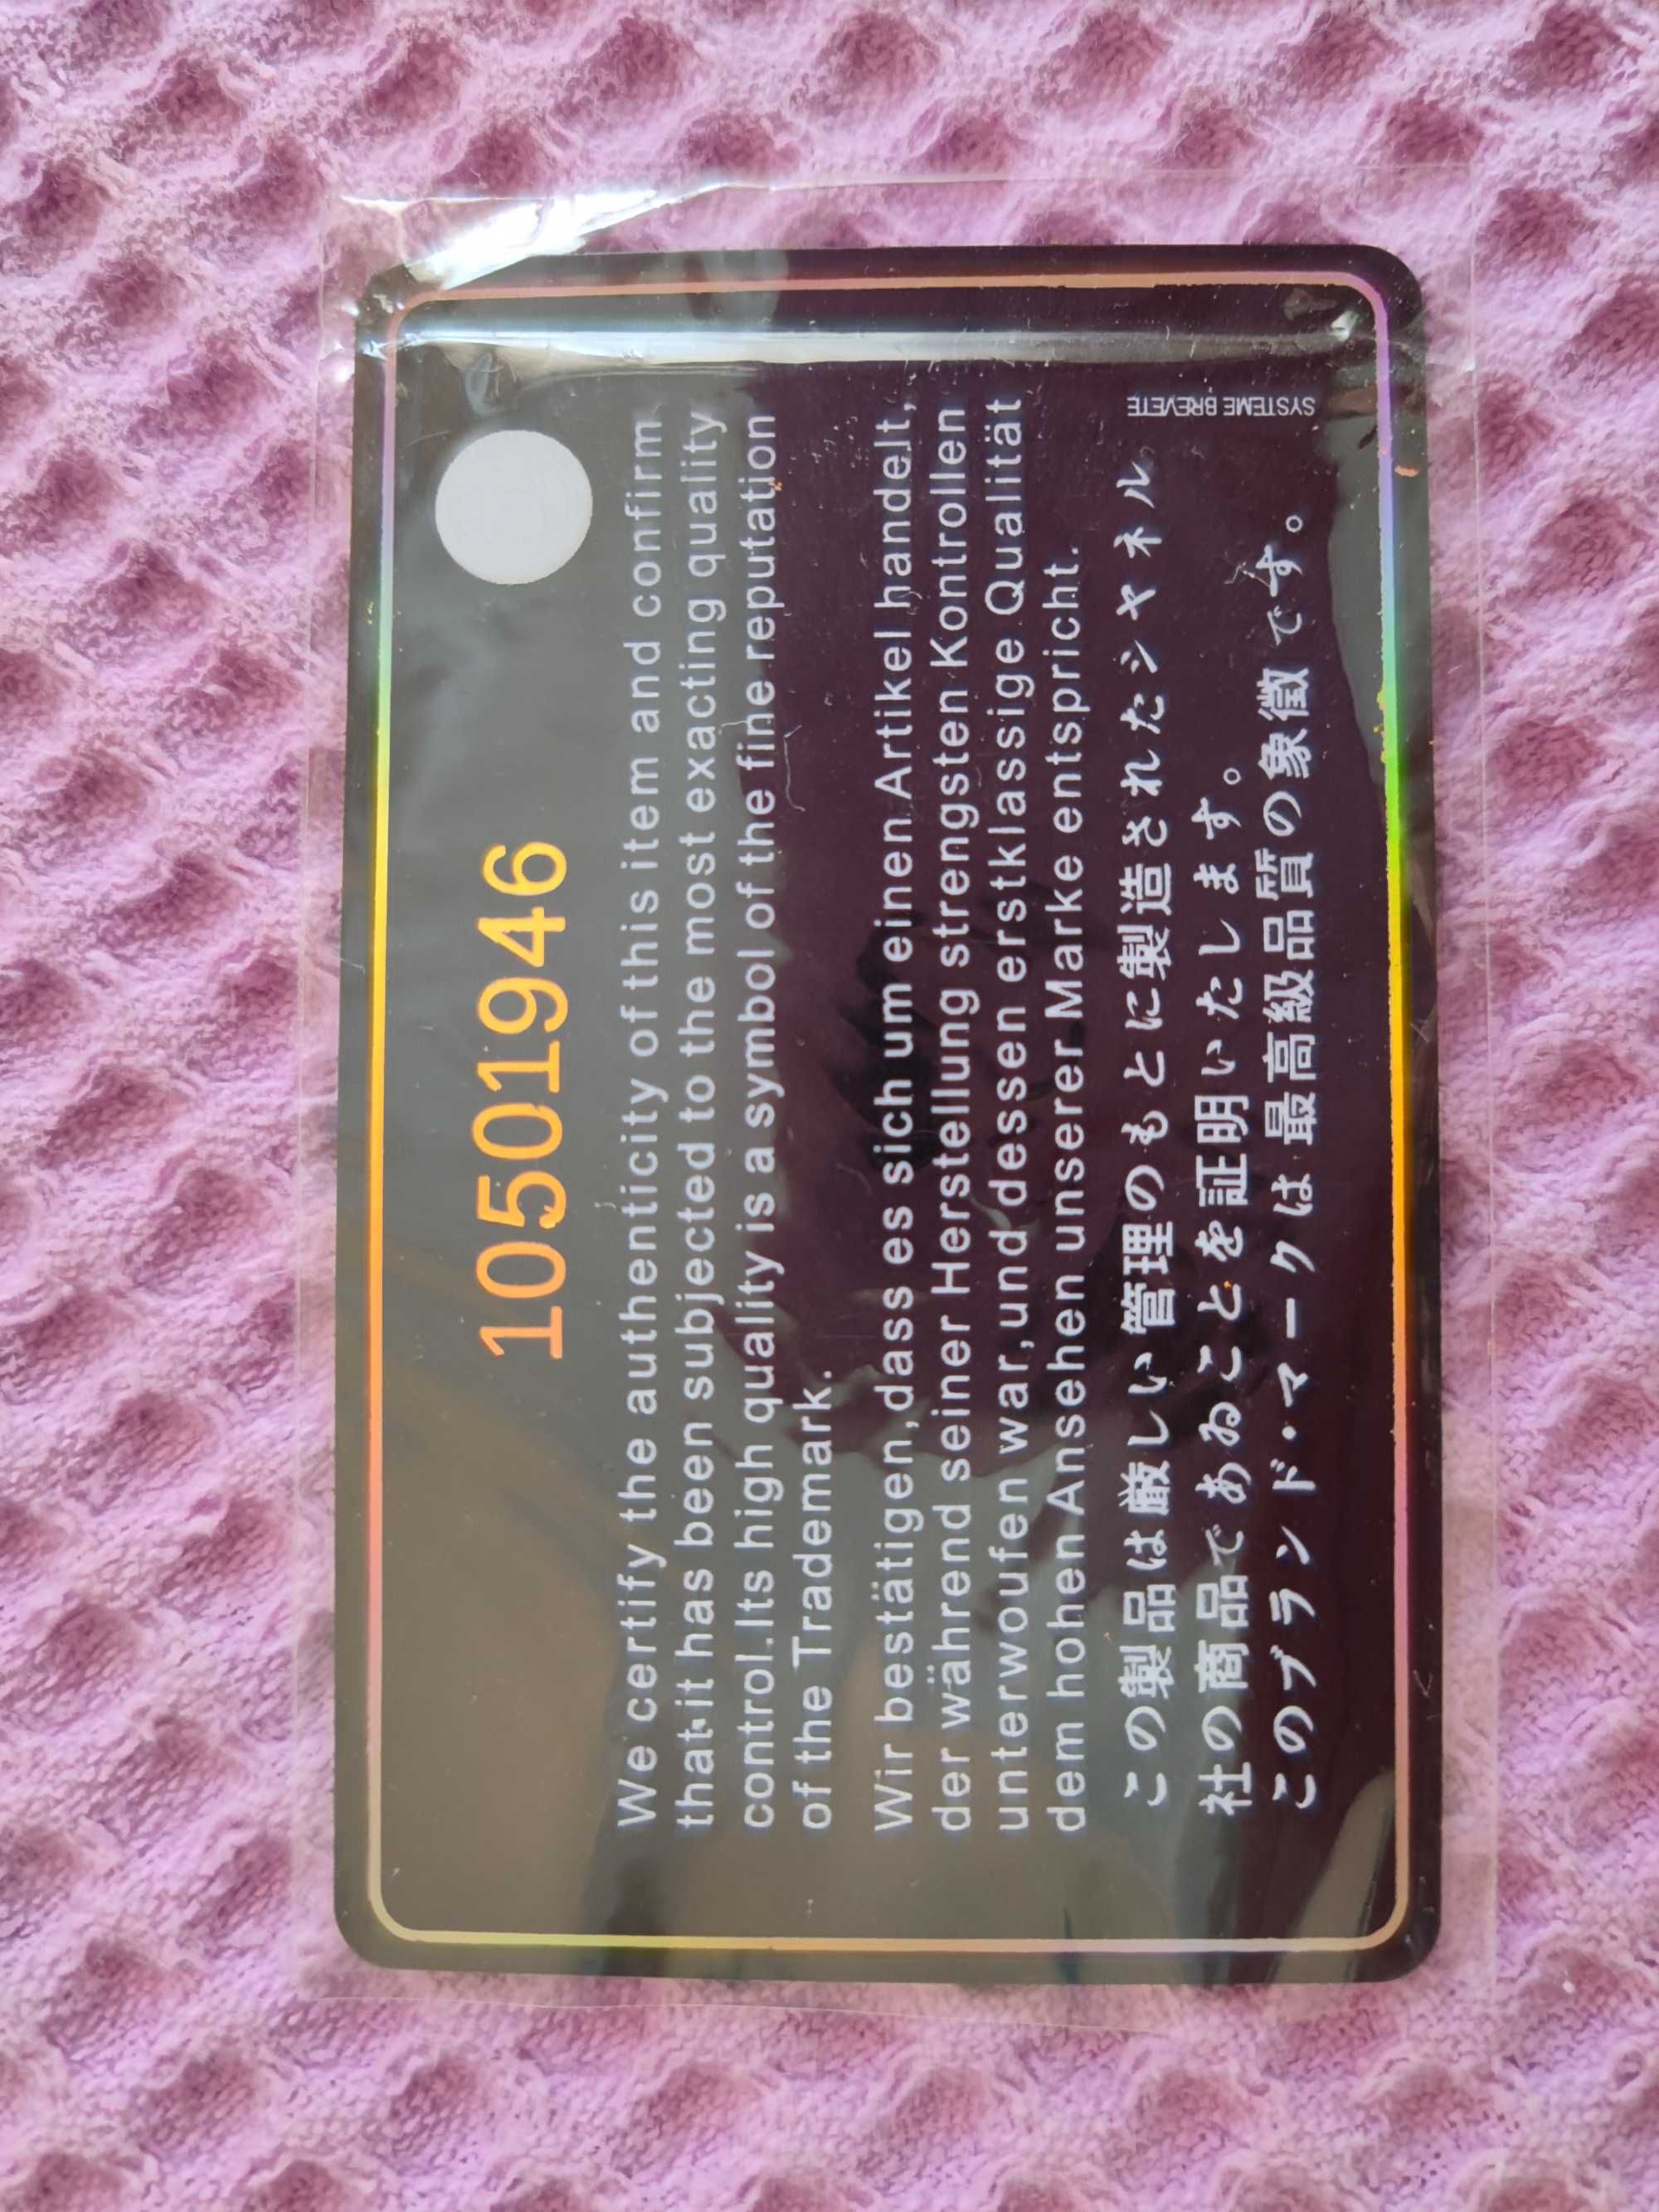 10501946
We certify the authenticity of this item and confirm
that it has been subjected to the most exacting quality
control.Its high quality is a symbol of the fine reputation
of the Trademark.
Wir bestätigen,dass es sich um einen Artikel handelt,
der während seiner Herstellung strengsten Kontrollen
unterwoufen war,und dessen erstklassige Qualität
dem hohen Ansehen unserer Marke entspricht.
この製品は厳しい管理のもとに製造されたシヤネル
社の商品であゐことを証明いたします。
このブランド・マークは最高級品質の象徴です。
SYSTEME BREVETE